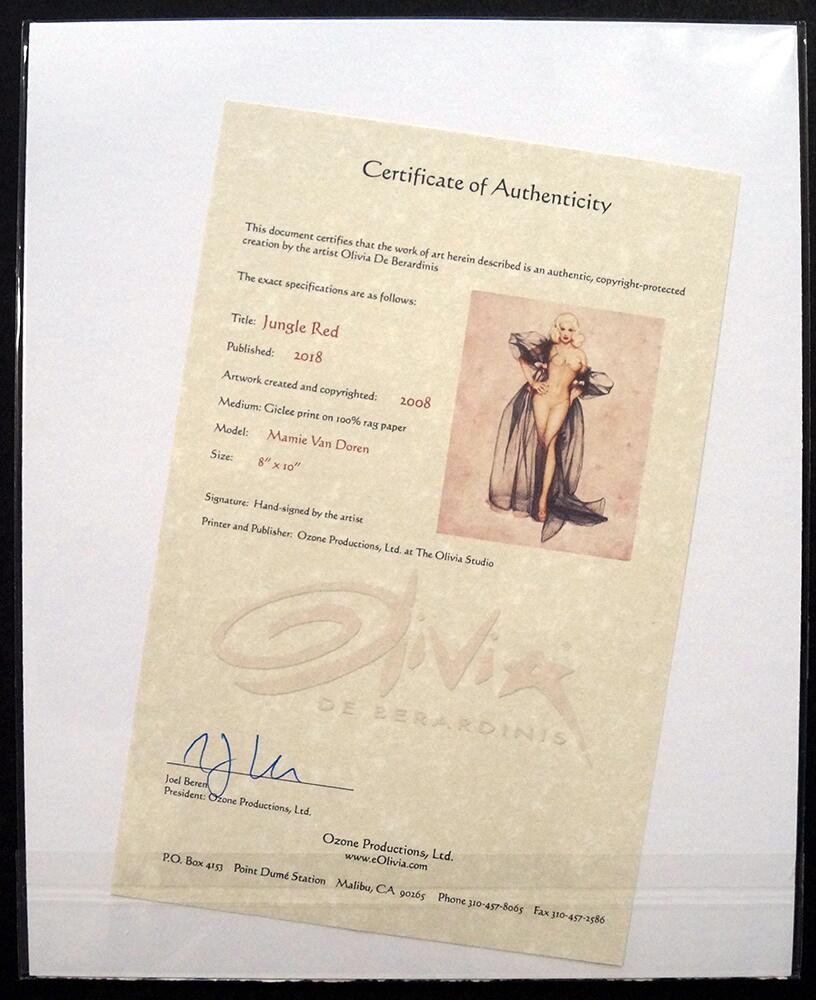 Certificate of Authenticity
This document certifies that the work of art herein described is an authentic, copyright-protected
creation by the artist Olivia De Berardinis
The exact specifications are as follows:
Title: Jungle Red
Published: 2018
Artwork created and copyrighted: 2008
Medium: Giclee print on 100% rag paper
Model: Mamie Van Doren
Size: 8" x 10"
Signature: Hand-signed by the artist
Printer and Publisher: Ozone Productions, Ltd. at The Olivia Studio
Olivia
DE BERARDINIS
Joel Beren
President: Ozone Productions, Ltd.
Ozone Productions, Ltd.
www.eOlivia.com
P.O. Box 4153 Point Dumé Station Malibu, CA 90265 Phone 310-457-8065 Fax 310-457-2586